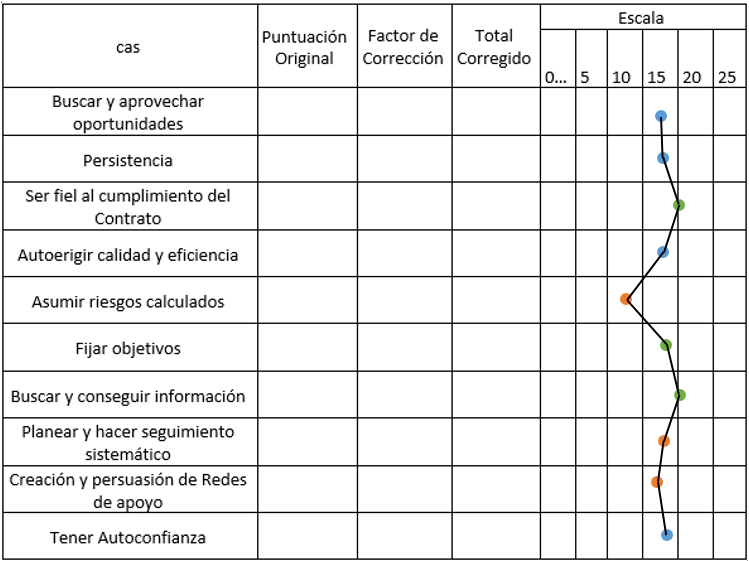 cas
Puntuación
Original
Factor de
Corrección
Total
Corregido
Escala
0... 5 10 15 20 25
Buscar y aprovechar
oportunidades
Persistencia
Ser fiel al cumplimiento del
Contrato
Autoerigir calidad y eficiencia
Asumir riesgos calculados
Fijar objetivos
Buscar y conseguir información
Planear y hacer seguimiento
sistemático
Creación y persuasión de Redes
de apoyo
Tener Autoconfianza